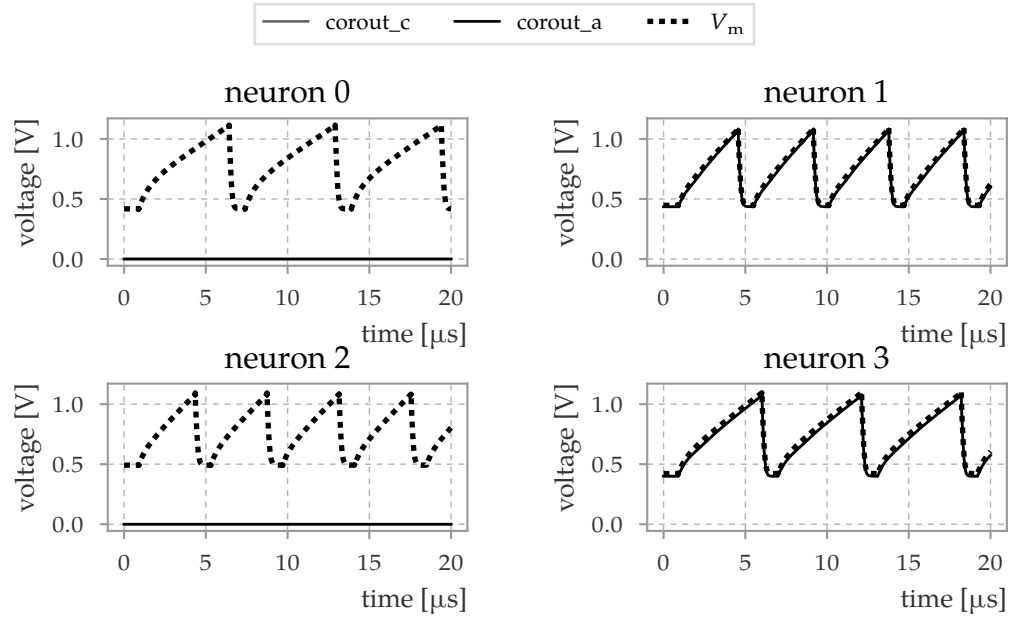 corout_c corout_a Vm
neuron 0
voltage [V]
1.0
0.5
0.0
0 5 10 15 20
time [μs]
neuron 1
voltage [V]
1.0
0.5
0.0
0 5 10 15 20
time [μs]
neuron 2
voltage [V]
1.0
0.5
0.0
0 5 10 15 20
time [μs]
neuron 3
voltage [V]
1.0
0.5
0.0
0 5 10 15 20
time [μs]